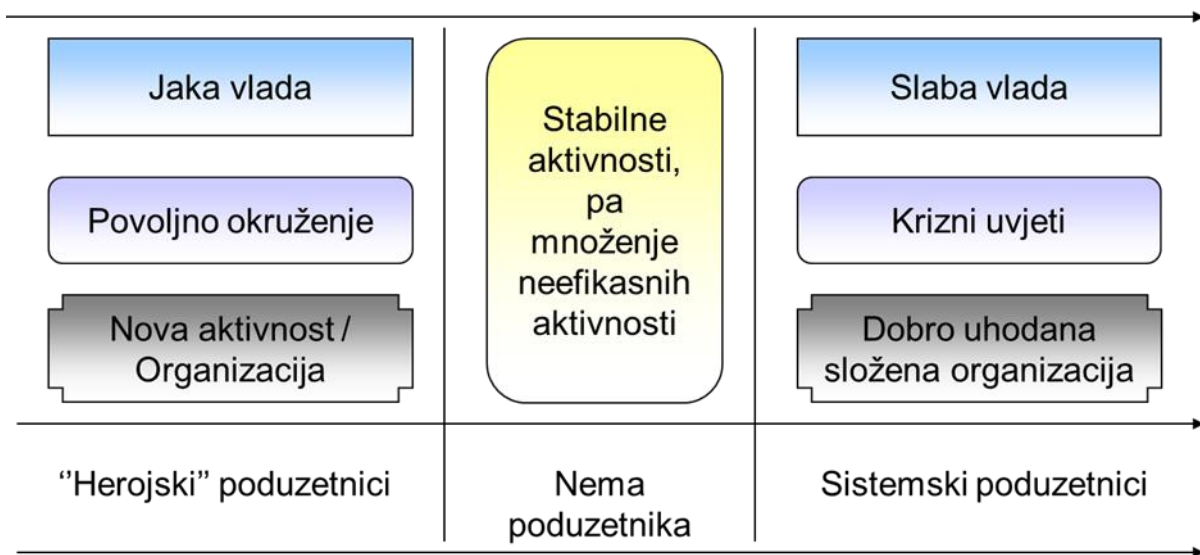 Jaka vlada
Povoljno okruženje
Nova aktivnost /
Organizacija
Stabilne
aktivnosti,
pa
množenje
neefikasnih
aktivnosti
Slaba vlada
Krizni uvjeti
Dobro uhodana
složena organizacija
‘’Herojski’’ poduzetnici
Nema
poduzetnika
Sistemski poduzetnici